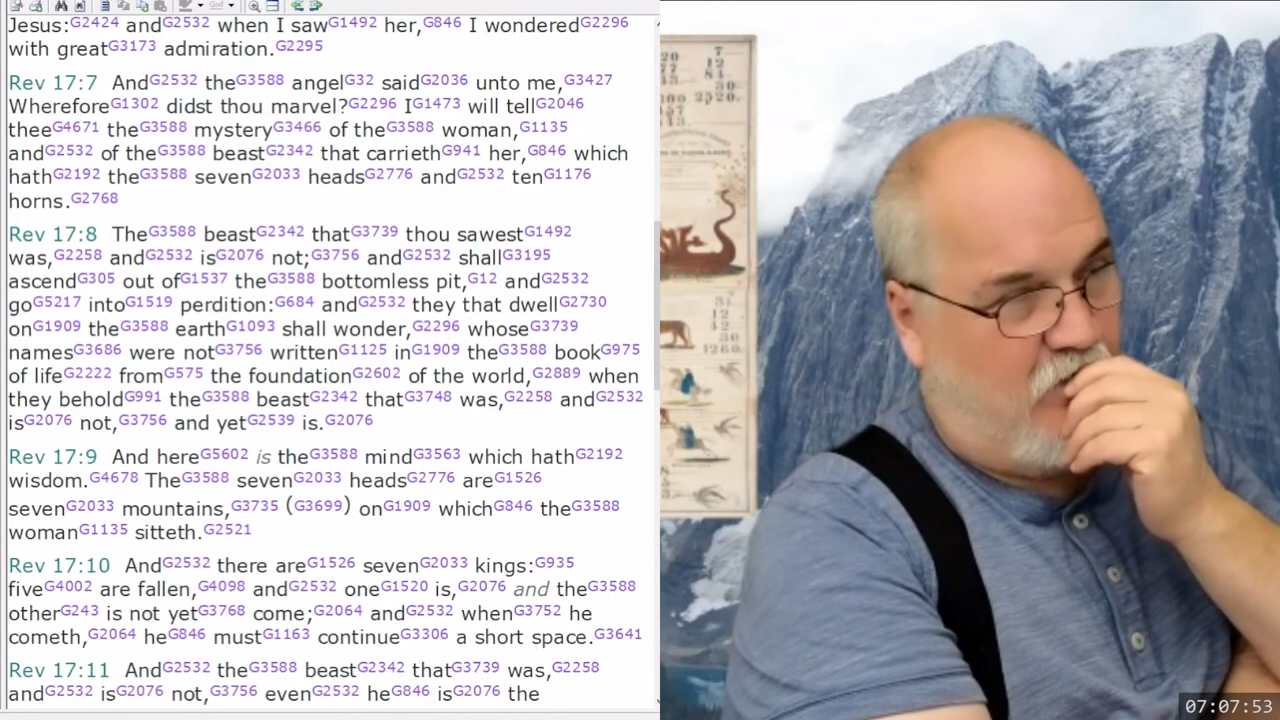 Jesus:G2424 andG2532 when I sawG1492 her,G846 I wonderedG2296
with greatG3173 admiration.G2295
Rev 17:7 AndG2532 theG3588 angelG32 saidG2036 unto me,G3427
WhereforeG1302 didst thou marvel?G2296 IG1473 will tellG2046
theeG4671 theG3588 mysteryG3466 of theG3588 woman,G1135
andG2532 of theG3588 beastG2342 that carriethG941 her,G846 which
hathG2192 theG3588 sevenG2033 headsG2776 andG2532 tenG1176
horns.G2768
Rev 17:8 TheG3588 beastG2342 thatG3739 thou sawestG1492
was,G2258 andG2532 isG2076 not;G3756 andG2532 shallG3195
ascendG305 out ofG1537 theG3588 bottomless pit,G12 andG2532
goG5217 intoG1519 perdition:G684 andG2532 they that dwellG2730
onG1909 theG3588 earthG1093 shall wonder,G2296 whoseG3739
namesG3686 were notG3756 writtenG1125 inG1909 theG3588 bookG975
of lifeG2222 fromG575 the foundationG2602 of the world,G2889 when
they beholdG991 theG3588 beastG2342 thatG3748 was,G2258 andG2532
isG2076 not,G3756 and yetG2539 is.G2076
Rev 17:9 And hereG5602 is theG3588 mindG3563 which hathG2192
wisdom.G4678 TheG3588 sevenG2033 headsG2776 areG1526
sevenG2033 mountains,G3735 (G3699) onG1909 whichG846 theG3588
womanG1135 sitteth.G2521
Rev 17:10 AndG2532 there areG1526 sevenG2033 kings:G935
fiveG4002 are fallen,G4098 andG2532 oneG1520 is,G2076 and theG3588
otherG243 is not yetG3768 come;G2064 andG2532 whenG3752 he
cometh,G2064 heG846 mustG1163 continueG3306 a short space.G3641
Rev 17:11 AndG2532 theG3588 beastG2342 thatG3739 was,G2258
andG2532 isG2076 not,G3756 evenG2532 heG846 isG2076 the
7
12
84
30
2520.
12
30
1260
07:07:53